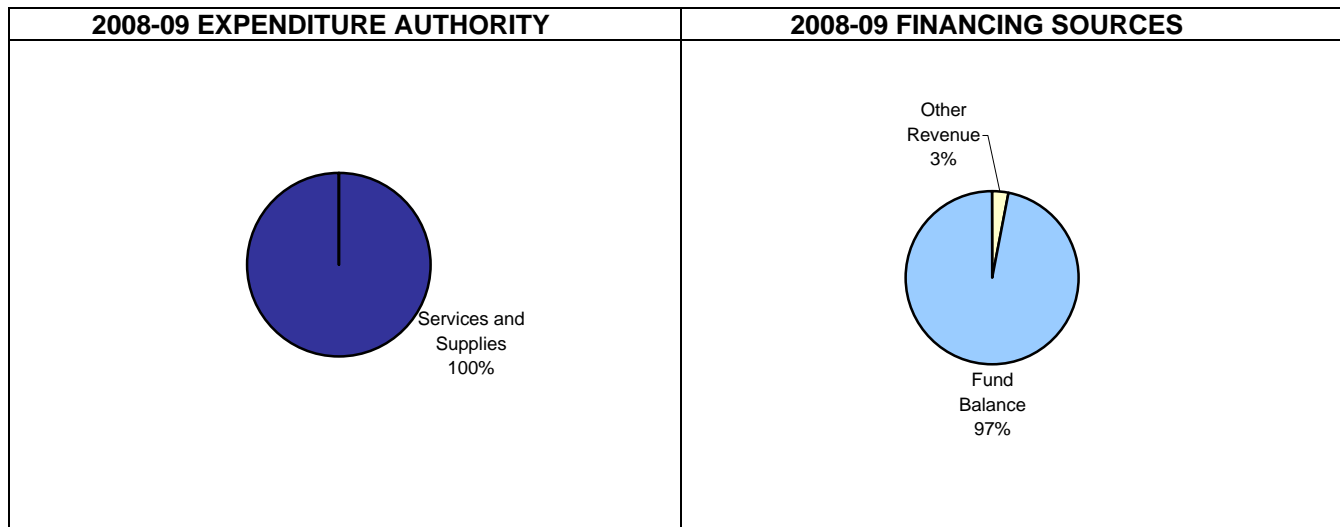 2008-09 EXPENDITURE AUTHORITY
Services and
Supplies
100%
2008-09 FINANCING SOURCES
Other
Revenue
3%
Fund
Balance
97%